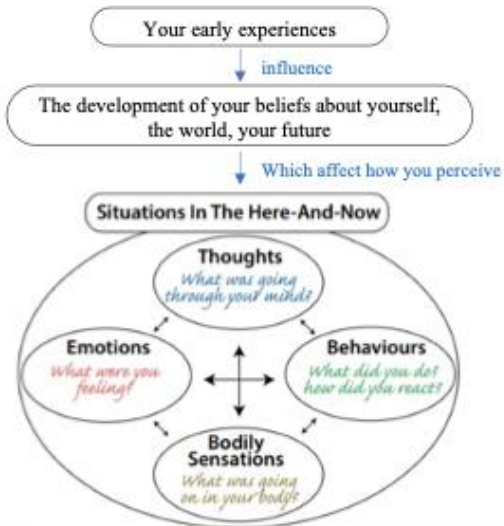 Your early experiences
influence
The development of your beliefs about yourself,
the world, your future
Which affect how you perceive
Situations In The Here-And-Now
Thoughts
What was going
through your mind?
Emotions
What were you
feeling?
Behaviours
What did you do?
how did you react?
Bodily
Sensations
What was going
on in your body?